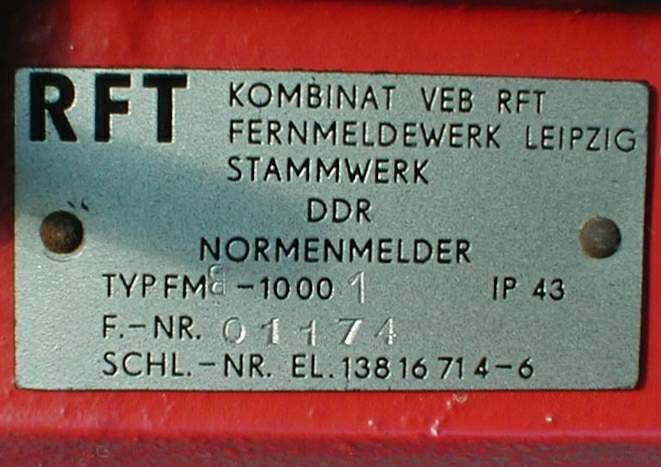 RFT KOMBINAT VEB RFT
FERNMELDEWERK LEIPZIG
STAMMWERK
DDR
NORMENMELDER
TYP FMB-1000 1 IP 43
F.-NR. 01174
SCHL.-NR. EL.138 16 71 4-6